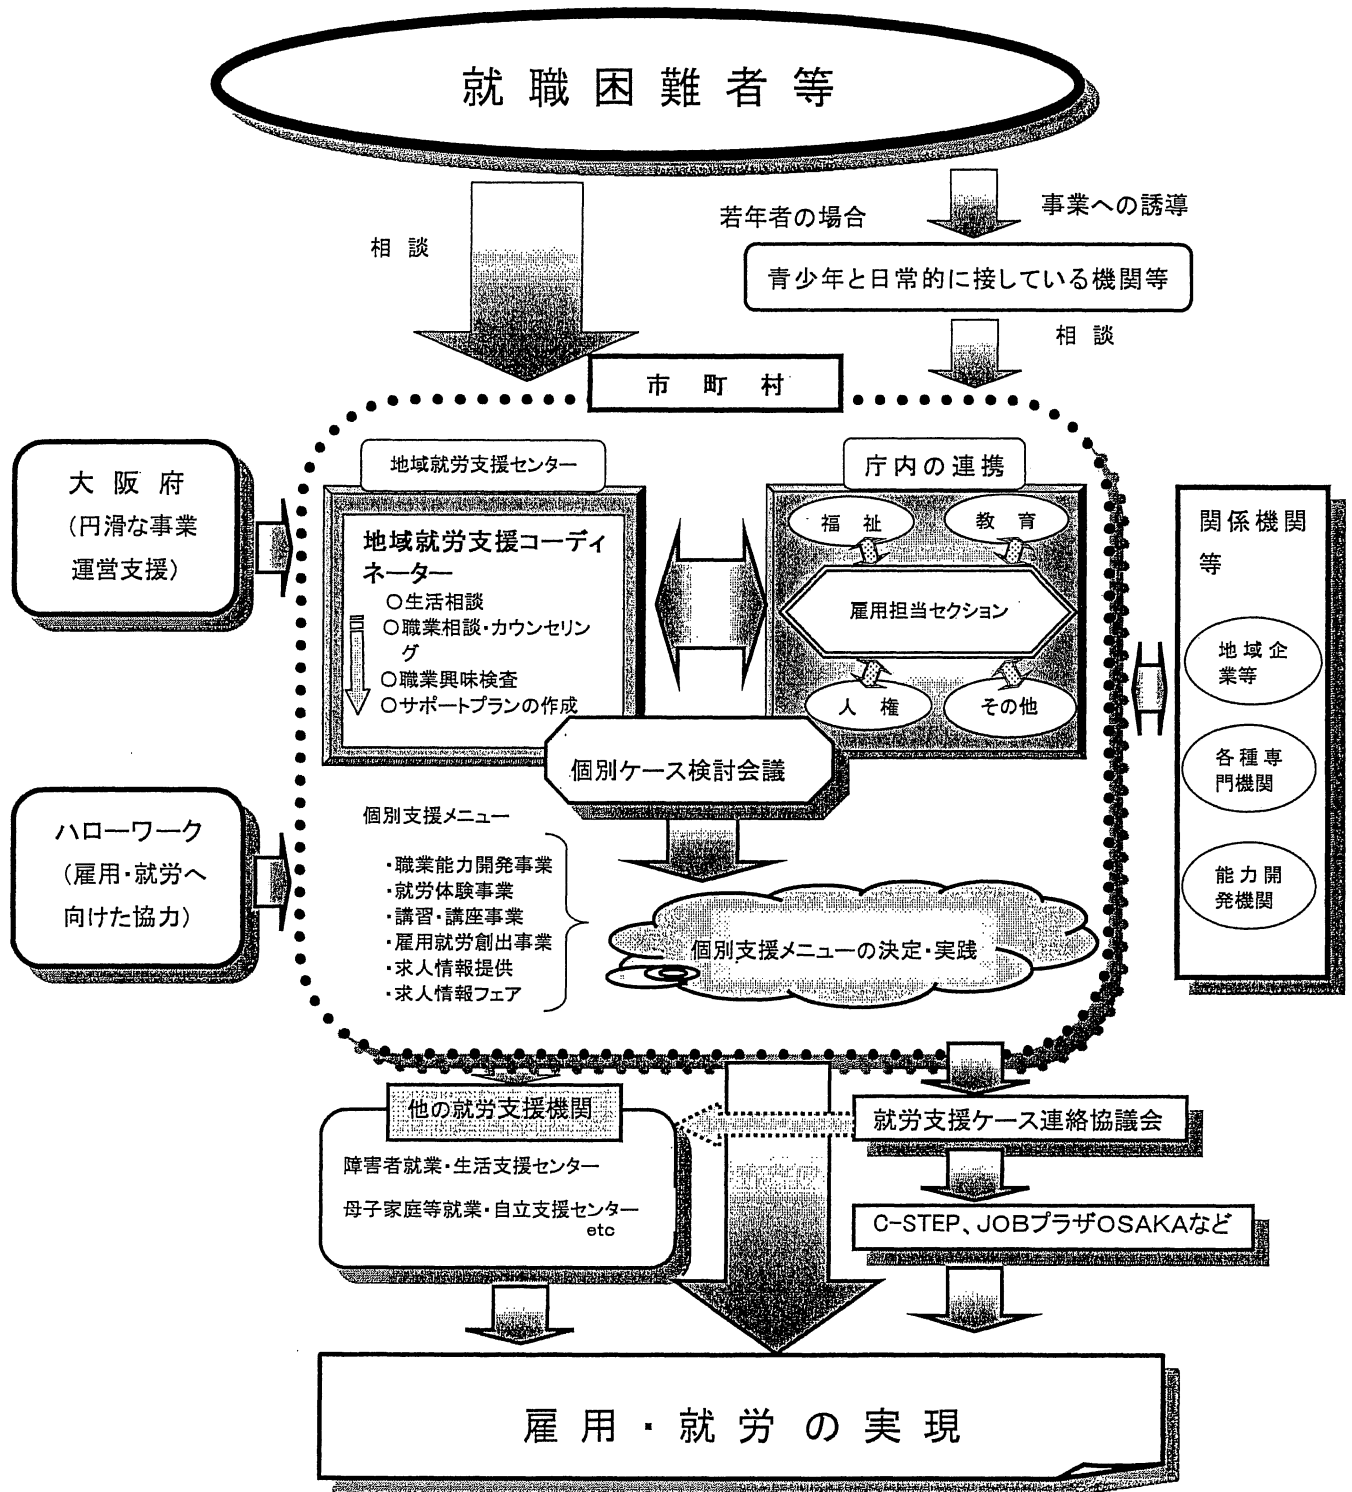 就職困難者等
相談
若年者の場合
事業への誘導
青少年と日常的に接している機関等
相談
市町村
大阪府
(円滑な事業
運営支援)
ハローワーク
(雇用・就労へ
向けた協力)
地域就労支援センター
地域就労支援コーディ
ネーター
○生活相談
○職業相談・カウンセリン
グ
○職業興味検査
○サポートプランの作成
庁内の連携
福祉
教育
雇用担当セクション
人権
その他
個別ケース検討会議
個別支援メニュー
・職業能力開発事業
・就労体験事業
・講習・講座事業
・雇用就労創出事業
・求人情報提供
・求人情報フェア
個別支援メニューの決定・実践
関係機関
等
地域企
業等
各種専
門機関
能力開
発機関
他の就労支援機関
障害者就業・生活支援センター
母子家庭等就業・自立支援センター
etc
就労支援ケース連絡協議会
C-STEP、JOBプラザOSAKAなど
雇用・就労の実現